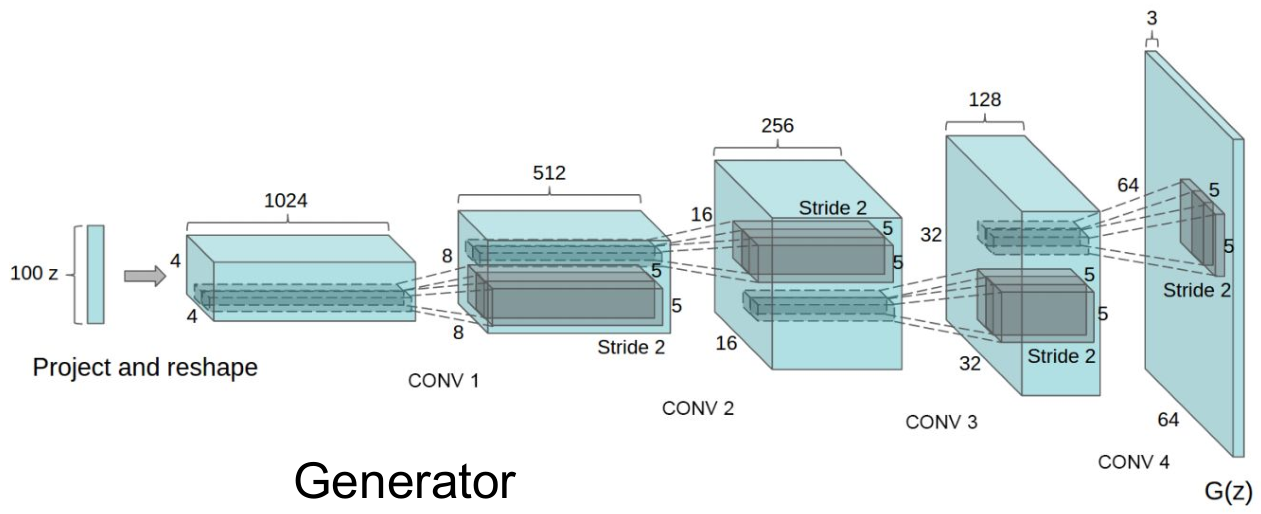 100 z
Project and reshape
1024
4
4
CONV 1
512
8
8
5
5
Stride 2
CONV 2
256
16
16
Stride 2
5
5
CONV 3
128
32
32
5
5
Stride 2
CONV 4
3
64
64
5
5
Stride 2
G(z)
Generator